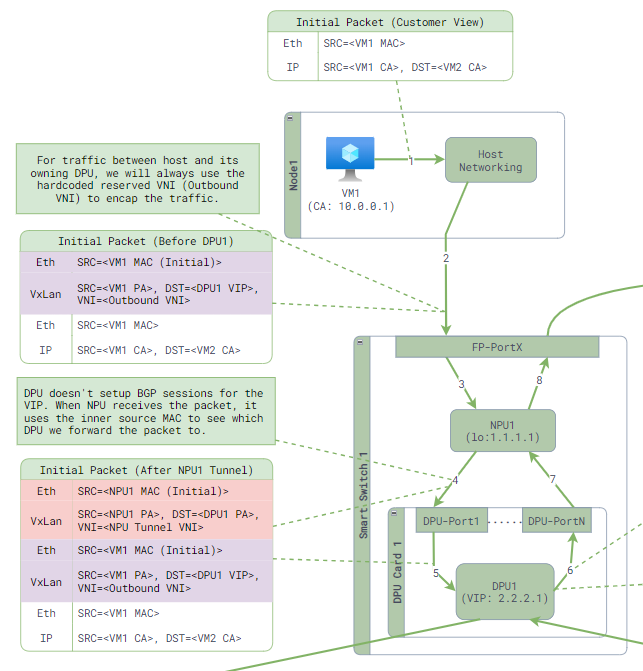 Initial Packet (Customer View)
Eth SRC=<VM1 MAC>
IP SRC=<VM1 CA>, DST=<VM2 CA>
Node1
VM1
(CA: 10.0.0.1)
1
Host
Networking
For traffic between host and its
owning DPU, we will always use the
hardcoded reserved VNI (Outbound
VNI) to encap the traffic.
Initial Packet (Before DPU1)
Eth SRC=<VM1 MAC (Initial)>
VxLan SRC=<VM1 PA>, DST=<DPU1 VIP>,
VNI=<Outbound VNI>
Eth SRC=<VM1 MAC>
IP SRC=<VM1 CA>, DST=<VM2 CA>
2
Smart Switch 1
FP-PortX
3
8
NPU1
(lo:1.1.1.1)
DPU doesn't setup BGP sessions for the
VIP. When NPU receives the packet, it
uses the inner source MAC to see which
DPU we forward the packet to.
4
7
Initial Packet (After NPU1 Tunnel)
Eth SRC=<NPU1 MAC (Initial)>
VxLan SRC=<NPU1 PA>, DST=<DPU1 PA>,
VNI=<NPU Tunnel VNI>
Eth SRC=<VM1 MAC (Initial)>
VxLan SRC=<VM1 PA>, DST=<DPU1 VIP>,
VNI=<Outbound VNI>
Eth SRC=<VM1 MAC>
IP SRC=<VM1 CA>, DST=<VM2 CA>
DPU Card 1
DPU-Port1 ...... DPU-PortN
5
6
DPU1
(VIP: 2.2.2.1)